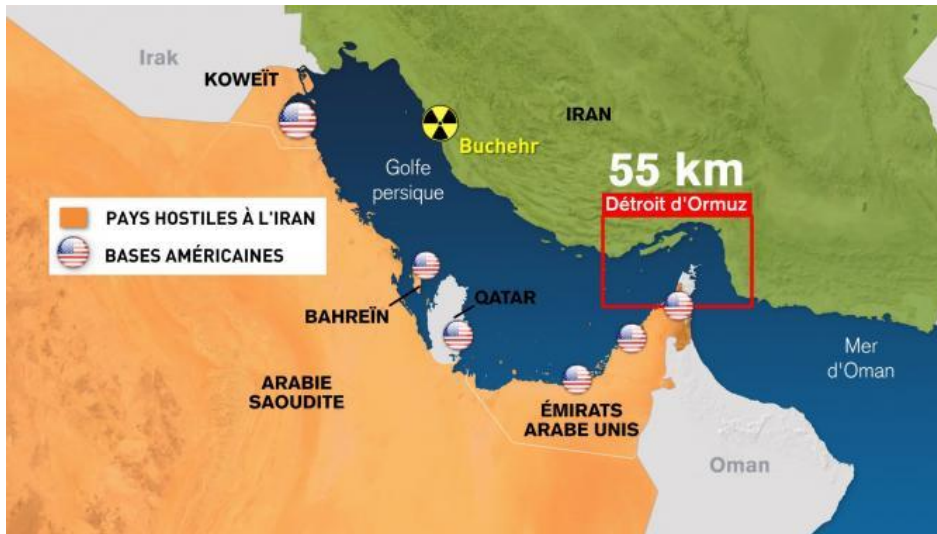 Irak
KOWEÏT
IRAN
Buchehr
Golfe
persique
55 km
Détroit d'Ormuz
PAYS HOSTILES À L'IRAN
BASES AMÉRICAINES
BAHREÏN
QATAR
Mer
d'Oman
ARABIE
SAOUDITE
ÉMIRATS
ARABE UNIS
Oman